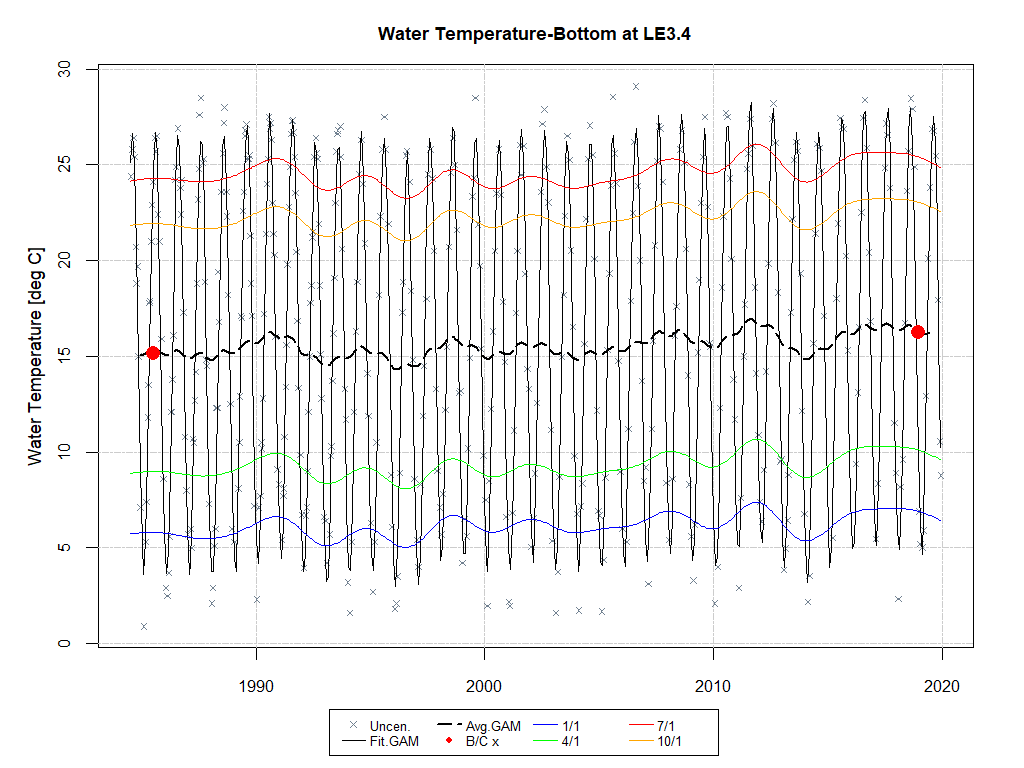 Water Temperature-Bottom at LE3.4
Water Temperature [deg C]
30
25
20
15
10
5
0
1990 2000 2010 2020
Uncen. Avg.GAM 1/1 7/1
Fit.GAM B/C x 4/1 10/1